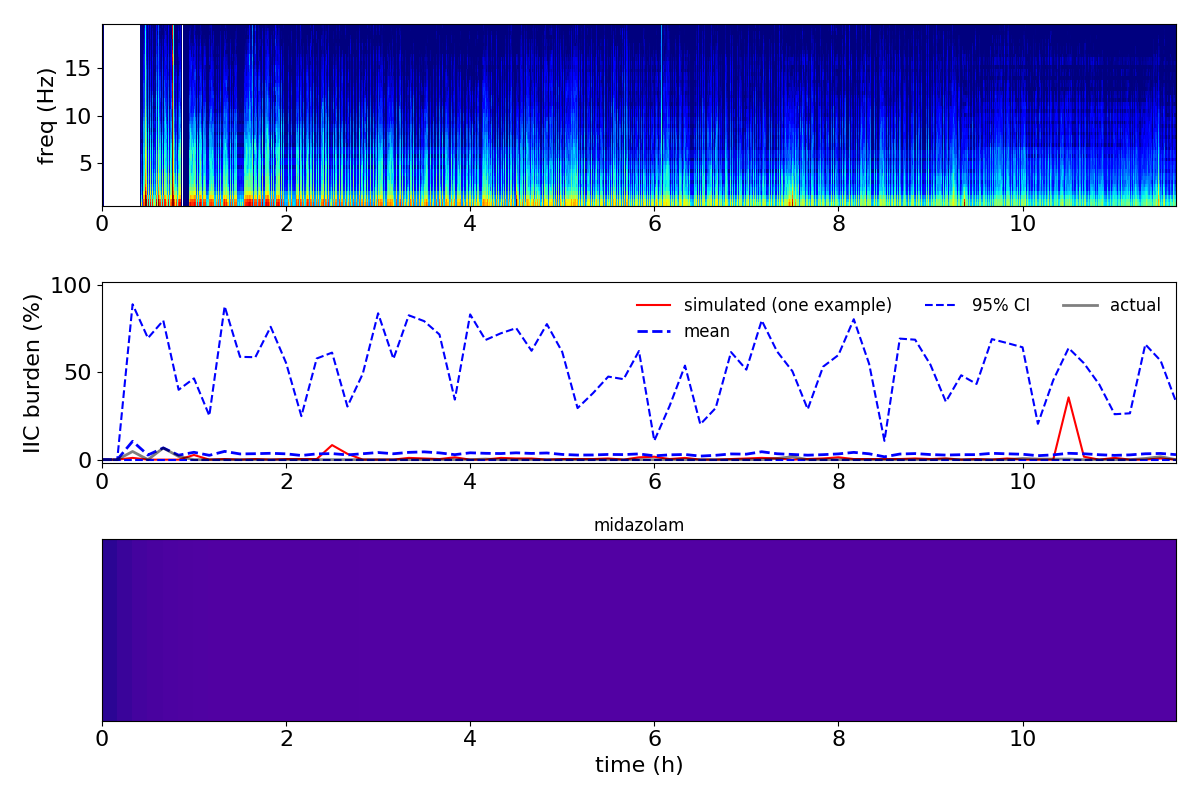 freq (Hz)
15
10
5
0 2 4 6 8 10
IIC burden (%)
100
50
0
simulated (one example) 95% CI actual
mean
0 2 4 6 8 10
midazolam
0 2 4 6 8 10
time (h)